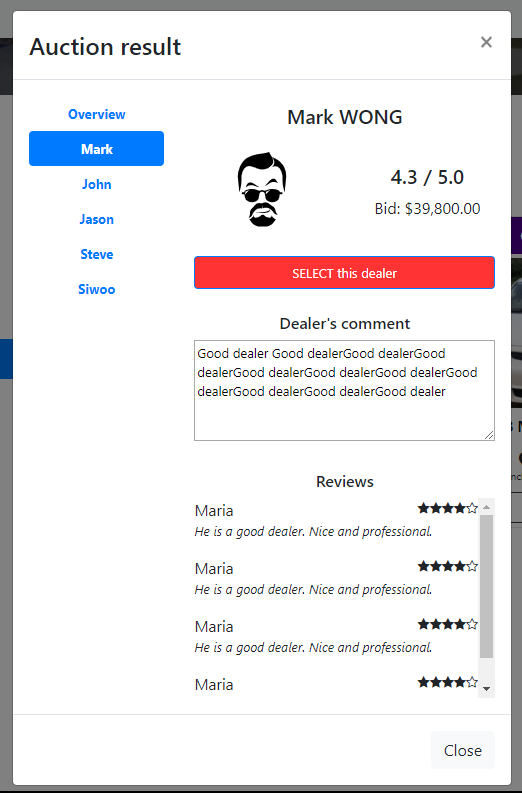 Auction result
×
Overview
Mark
John
Jason
Steve
Siwoo
Mark WONG
4.3 / 5.0
Bid: $39,800.00
SELECT this dealer
Dealer's comment
Good dealer Good dealerGood dealerGood
dealerGood dealerGood dealerGood dealerGood
dealerGood dealerGood dealerGood dealer
Reviews
Maria ★★★★☆
He is a good dealer. Nice and professional.
Maria ★★★★☆
He is a good dealer. Nice and professional.
Maria ★★★★☆
He is a good dealer. Nice and professional.
Maria ★★★★☆
Close